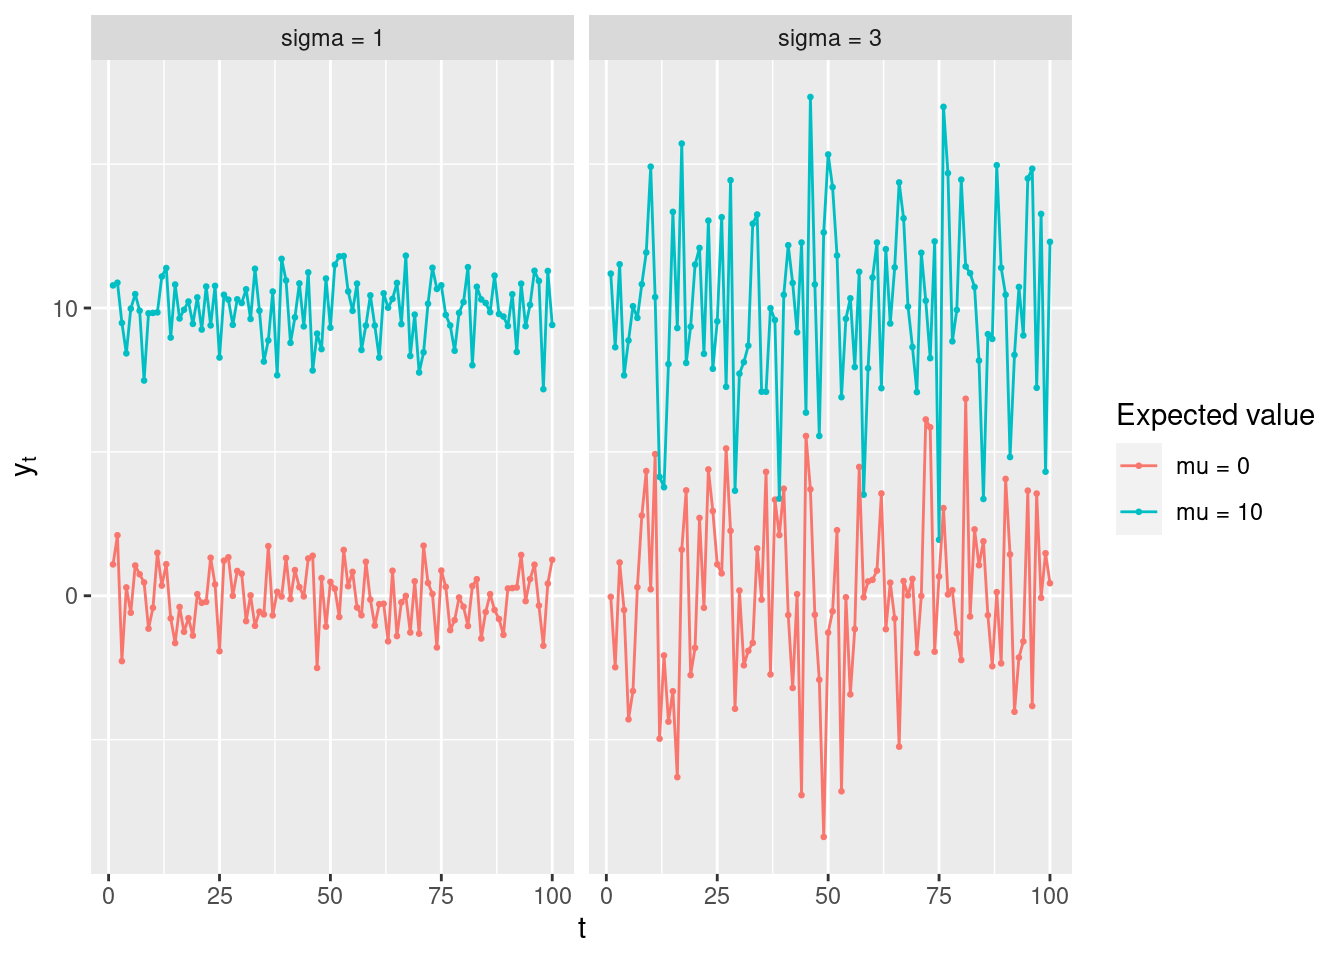 sigma = 1
sigma = 3
10
0
y_t
0 25 50 75 100
0 25 50 75 100
t
Expected value
mu = 0
mu = 10